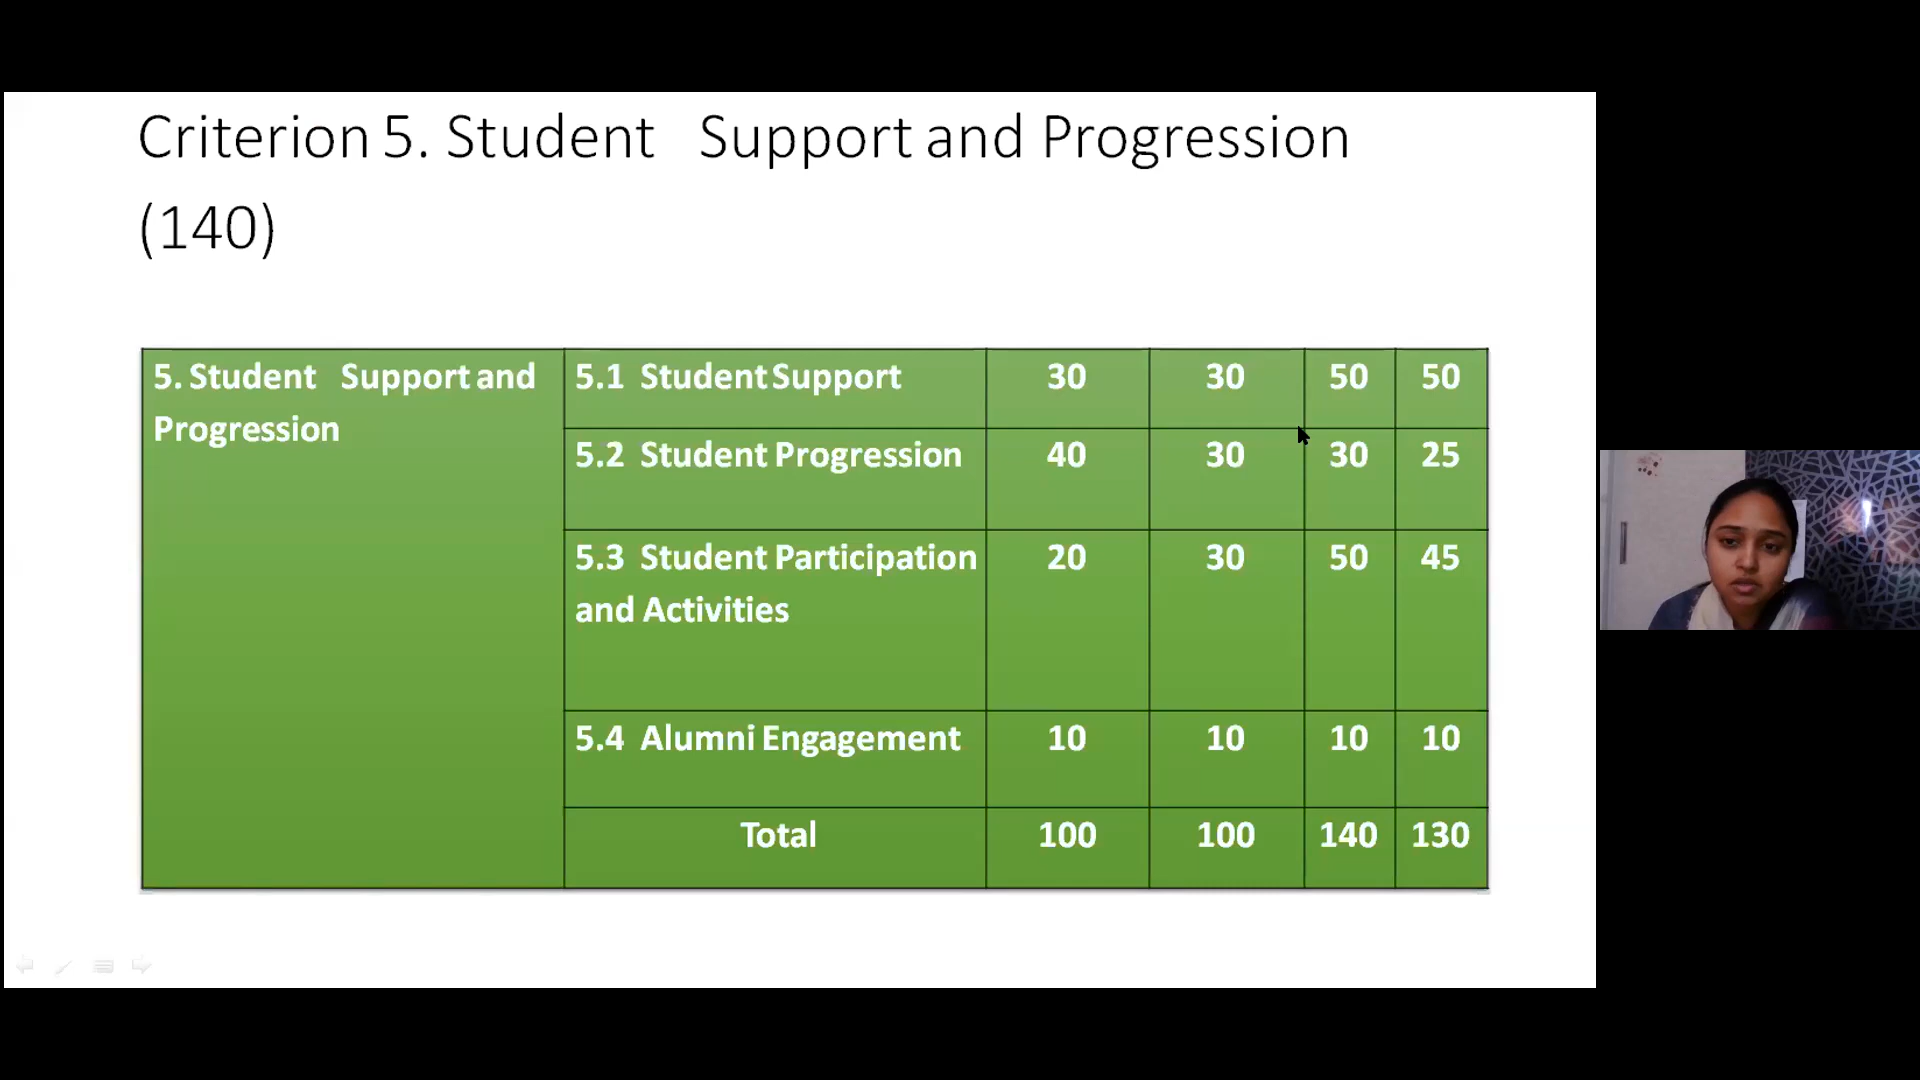 Criterion 5. Student Support and Progression
(140)
5. Student Support and
Progression
5.1 Student Support 30 30 50 50
5.2 Student Progression 40 30 30 25
5.3 Student Participation 20 30 50 45
and Activities
5.4 Alumni Engagement 10 10 10 10
Total 100 100 140 130